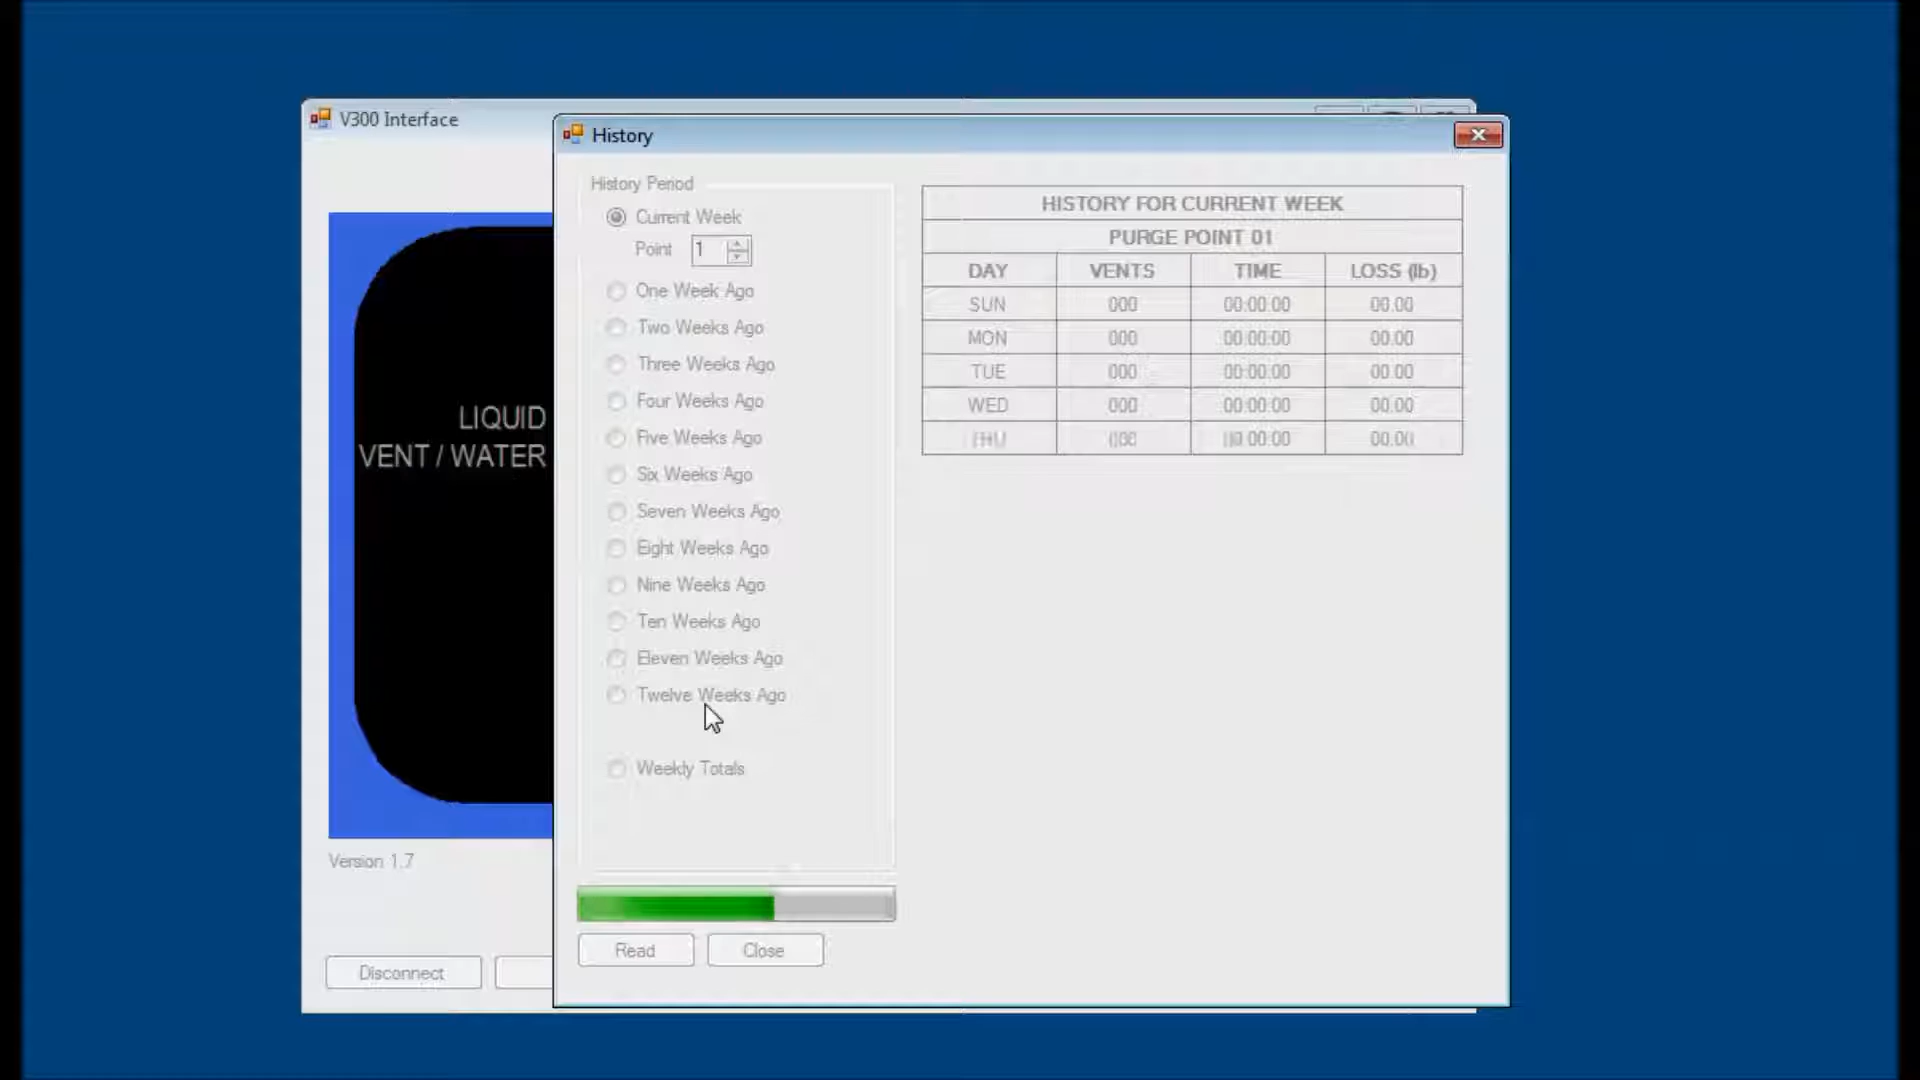 V300 Interface
History
LIQUID
VENT / WATER
Version 1.7
Disconnect
History Period
Current Week
Point 1
One Week Ago
Two Weeks Ago
Three Weeks Ago
Four Weeks Ago
Five Weeks Ago
Six Weeks Ago
Seven Weeks Ago
Eight Weeks Ago
Nine Weeks Ago
Ten Weeks Ago
Eleven Weeks Ago
Twelve Weeks Ago
Weekly Totals
Read Close
HISTORY FOR CURRENT WEEK
PURGE POINT 01
DAY VENTS TIME LOSS (lb)
SUN 000 00:00:00 00.00
MON 000 00:00:00 00.00
TUE 000 00:00:00 00.00
WED 000 00:00:00 00.00
THU 000 00:00:00 00.00